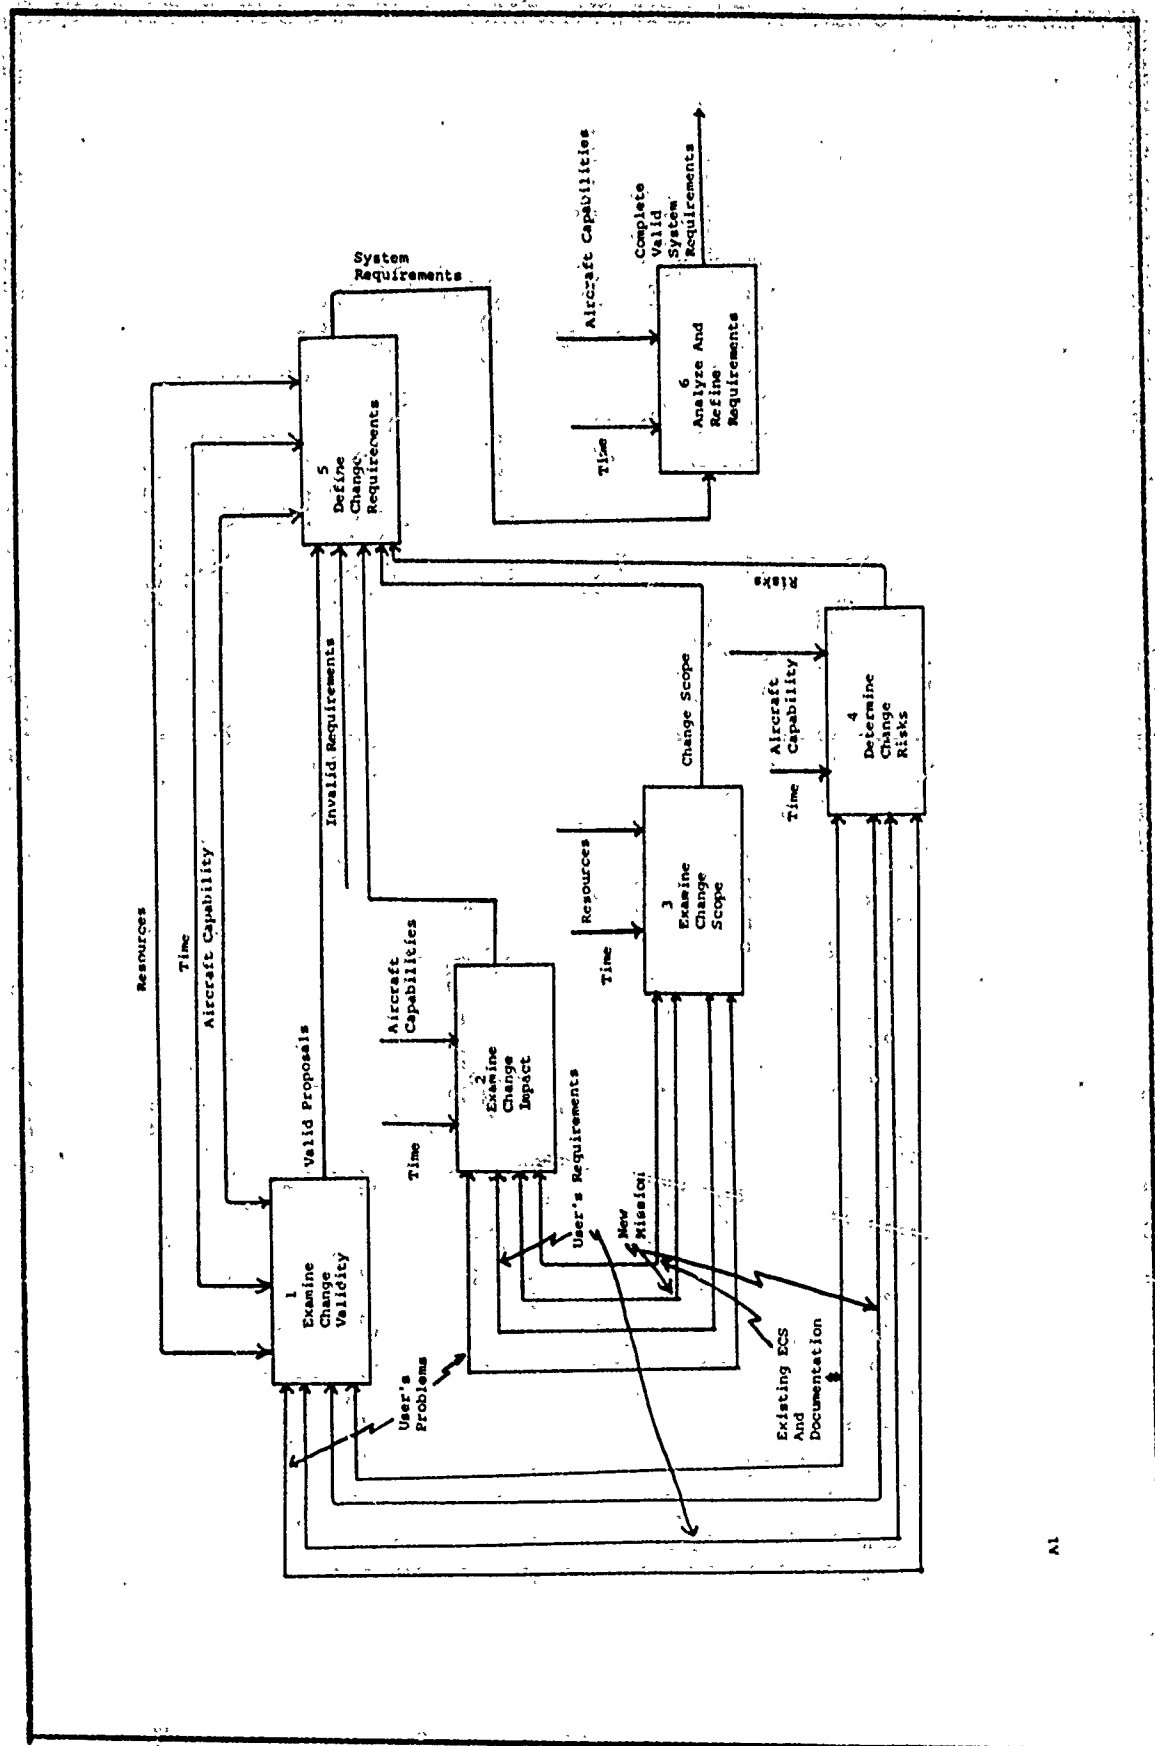 Resources
Time
Aircraft Capability
1
Examine
Change
Validity
Valid Proposals
Invalid Requirements
5
Define
Change
Requirements
System
Requirements
User's
Problems
Time
Aircraft
Capabilities
2
Examine
Change
Impact
User's Requirements
New
Mission
Time
Resources
3
Examine
Change
Scope
Change Scope
Time
Aircraft Capabilities
6
Analyze And
Refine
Requirements
Complete
Valid
System
Requirements
Existing ECS
And
Documentation
Time
Aircraft
Capability
4
Determine
Change
Risks
Risks
A1